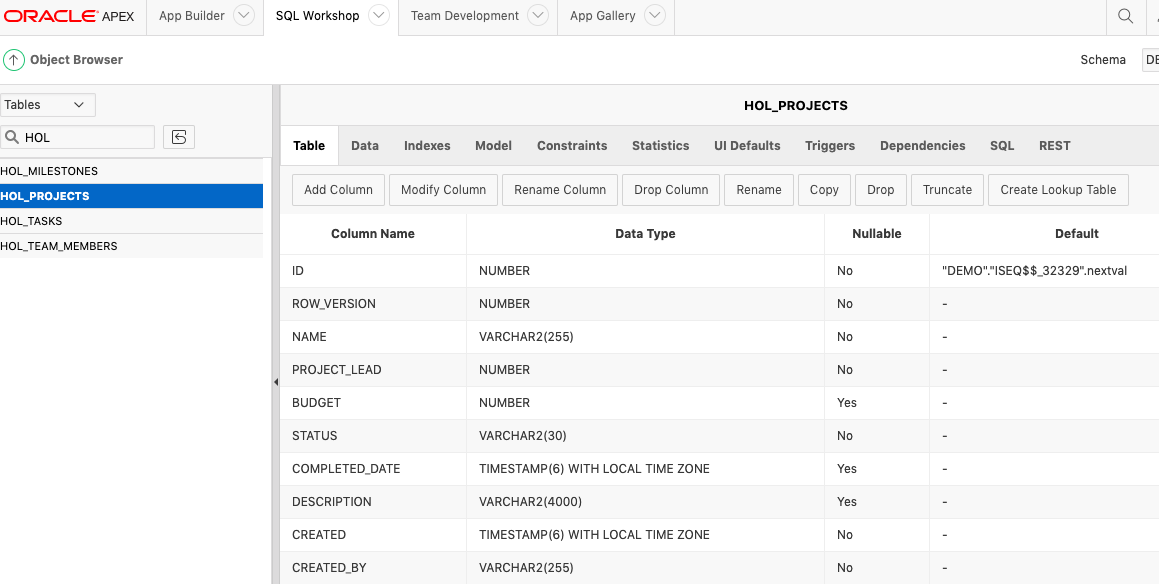 ORACLE APEX App Builder SQL Workshop Team Development App Gallery
Object Browser Schema
Tables
HOL
HOL_MILESTONES
HOL_PROJECTS
HOL_TASKS
HOL_TEAM_MEMBERS
HOL_PROJECTS
Table Data Indexes Model Constraints Statistics UI Defaults Triggers Dependencies SQL REST
Add Column Modify Column Rename Column Drop Column Rename Copy Drop Truncate Create Lookup Table
Column Name Data Type Nullable Default
ID NUMBER No "DEMO"."ISEQ$$_32329".nextval
ROW_VERSION NUMBER No -
NAME VARCHAR2(255) No -
PROJECT_LEAD NUMBER No -
BUDGET NUMBER Yes -
STATUS VARCHAR2(30) No -
COMPLETED_DATE TIMESTAMP(6) WITH LOCAL TIME ZONE Yes -
DESCRIPTION VARCHAR2(4000) Yes -
CREATED TIMESTAMP(6) WITH LOCAL TIME ZONE No -
CREATED_BY VARCHAR2(255) No -